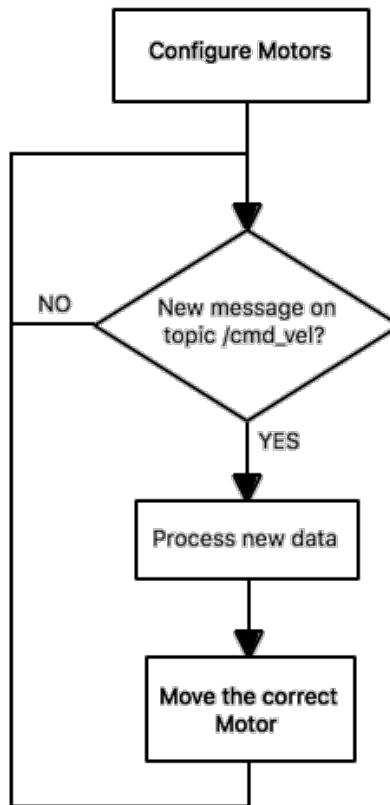 Configure Motors
New message on
topic /cmd_vel?
NO
YES
Process new data
Move the correct
Motor